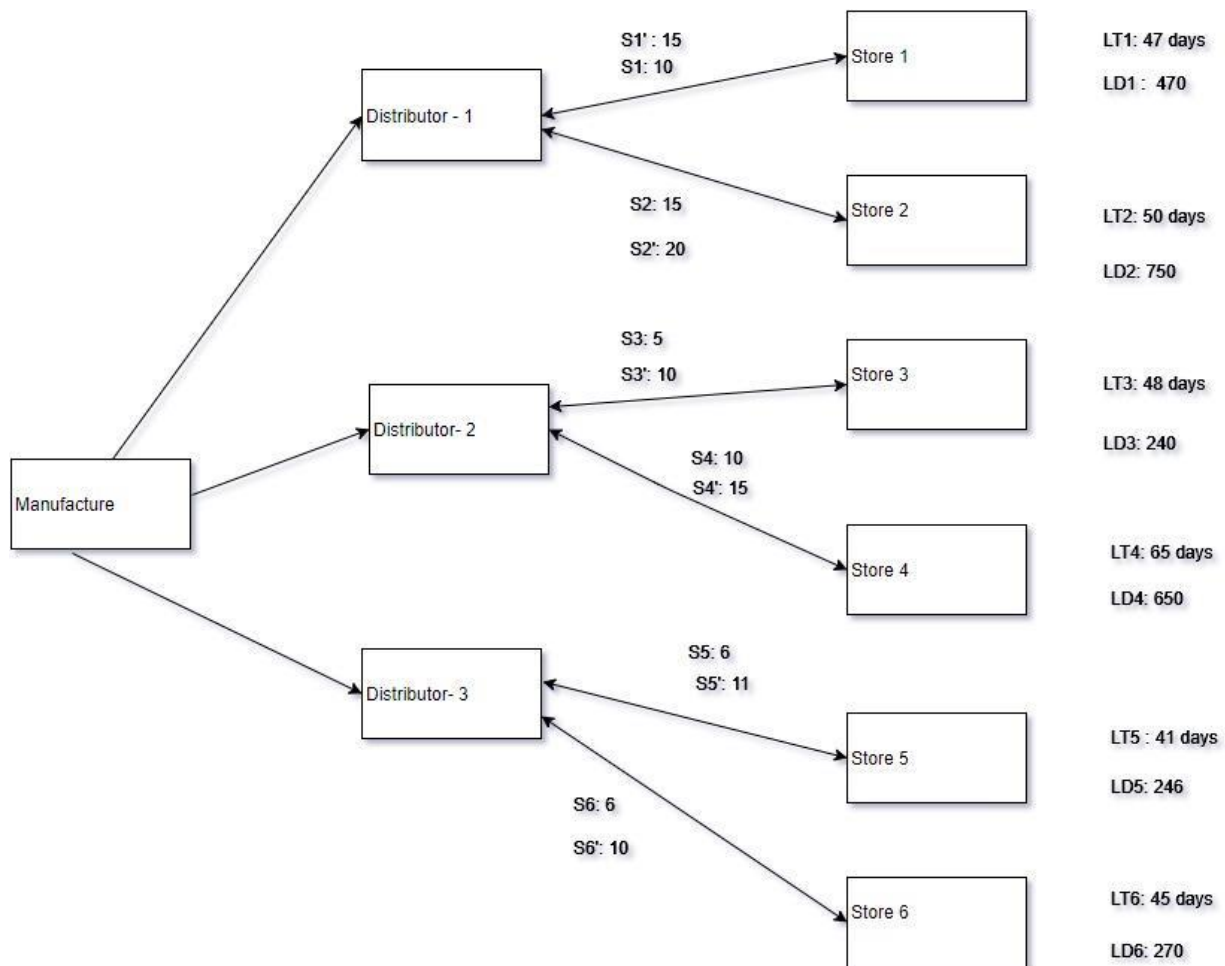 S1' : 15
S1: 10
Store 1
LT1: 47 days
LD1 : 470
Distributor - 1
S2: 15
S2': 20
Store 2
LT2: 50 days
LD2: 750
S3: 5
S3': 10
Store 3
LT3: 48 days
LD3: 240
Distributor- 2
S4: 10
S4': 15
Manufacture
Store 4
LT4: 65 days
LD4: 650
Distributor- 3
S5: 6
S5': 11
Store 5
LT5 : 41 days
LD5: 246
S6: 6
S6': 10
Store 6
LT6: 45 days
LD6: 270